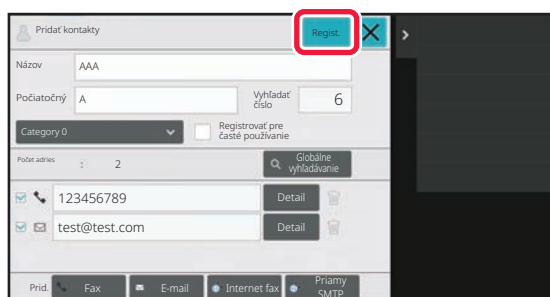 Pridať kontakty
Regist.
Názov
AAA
Počiatočný
A
Vyhľadať
číslo
6
Category 0
Registrovať pre
časté používanie
Počet adries : 2
Globálne
vyhľadávanie
123456789
Detail
test@test.com
Detail
Prid.
Fax
E-mail
Internet fax
Priamy
SMTP